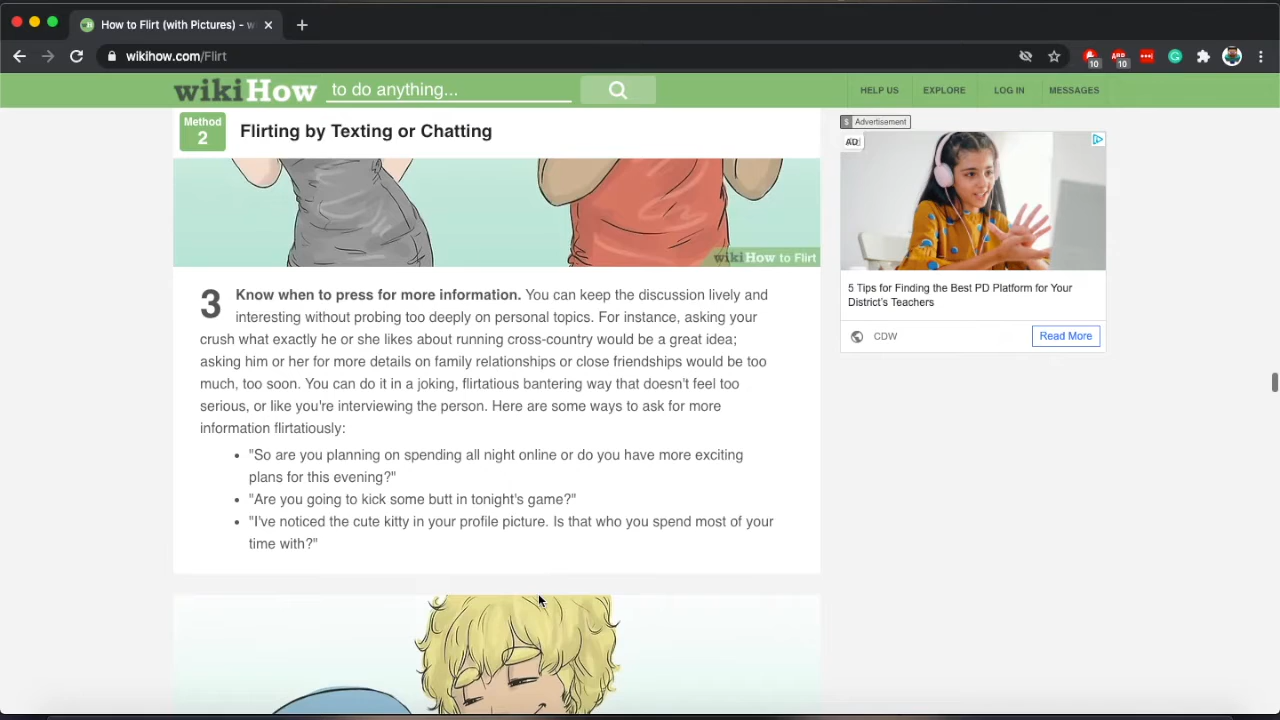 How to Flirt (with Pictures) - w
wikihow.com/Flirt
10
10
wikiHow to do anything...
HELP US
EXPLORE
LOG IN
MESSAGES
Method
2
Flirting by Texting or Chatting
wikiHow to Flirt
3 Know when to press for more information. You can keep the discussion lively and
interesting without probing too deeply on personal topics. For instance, asking your
crush what exactly he or she likes about running cross-country would be a great idea;
asking him or her for more details on family relationships or close friendships would be too
much, too soon. You can do it in a joking, flirtatious bantering way that doesn't feel too
serious, or like you're interviewing the person. Here are some ways to ask for more
information flirtatiously:
• "So are you planning on spending all night online or do you have more exciting
plans for this evening?"
• "Are you going to kick some butt in tonight's game?"
• "I've noticed the cute kitty in your profile picture. Is that who you spend most of your
time with?"
$ Advertisement
AD
5 Tips for Finding the Best PD Platform for Your
District's Teachers
CDW
Read More